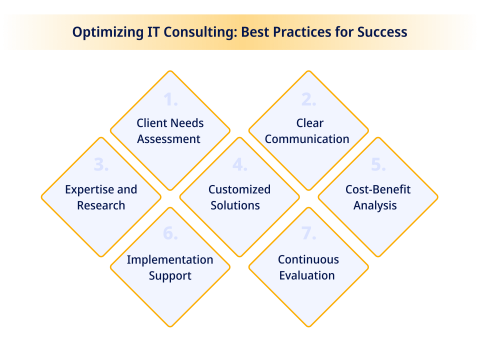 Optimizing IT Consulting: Best Practices for Success
1.
Client Needs
Assessment
2.
Clear
Communication
3.
Expertise and
Research
4.
Customized
Solutions
5.
Cost-Benefit
Analysis
6.
Implementation
Support
7.
Continuous
Evaluation